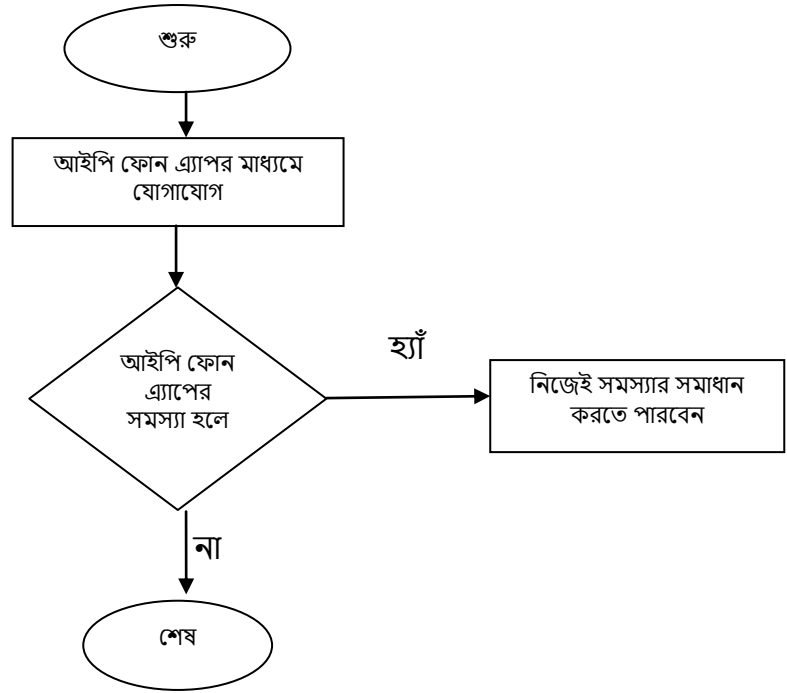 শুরু
আইপি ফোন এ্যাপর মাধ্যমে
যোগাযোগ
আইপি ফোন
এ্যাপের
সমস্যা হলে
হ্যাঁ
নিজেই সমস্যার সমাধান
করতে পারবেন
না
শেষ